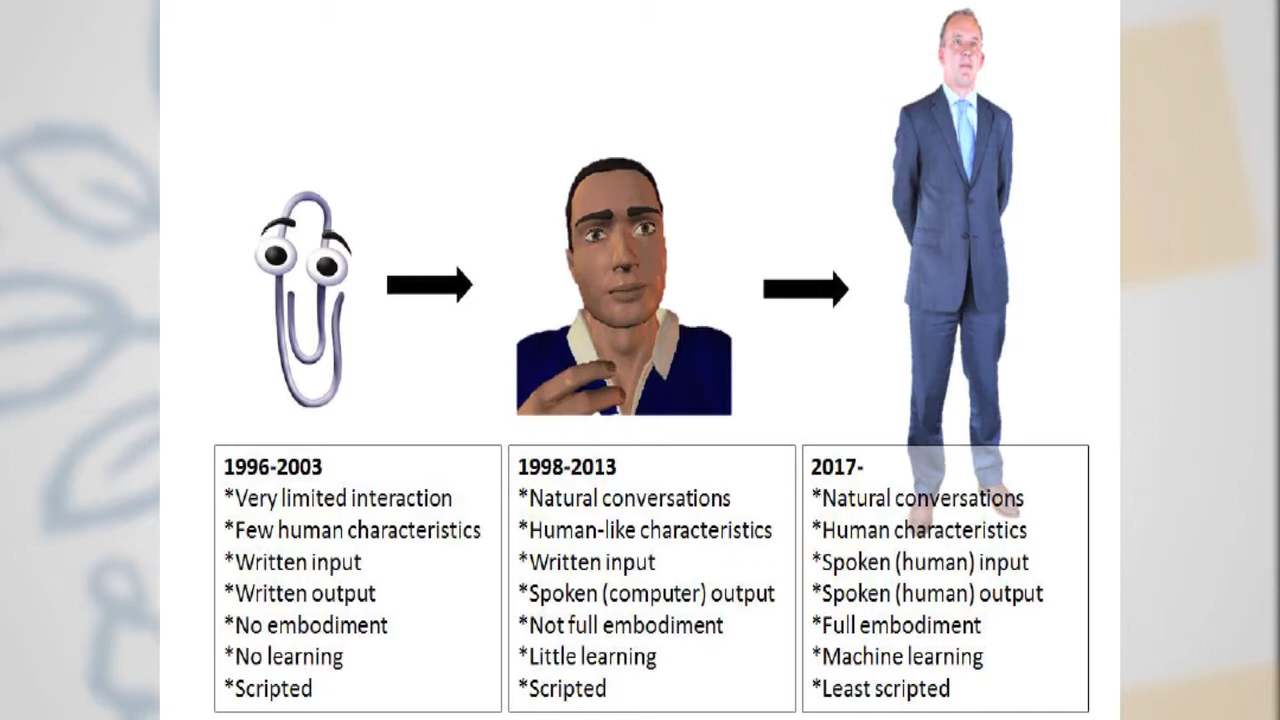 1996-2003
*Very limited interaction
*Few human characteristics
*Written input
*Written output
*No embodiment
*No learning
*Scripted
1998-2013
*Natural conversations
*Human-like characteristics
*Written input
*Spoken (computer) output
*Not full embodiment
*Little learning
*Scripted
2017-
*Natural conversations
*Human characteristics
*Spoken (human) input
*Spoken (human) output
*Full embodiment
*Machine learning
*Least scripted